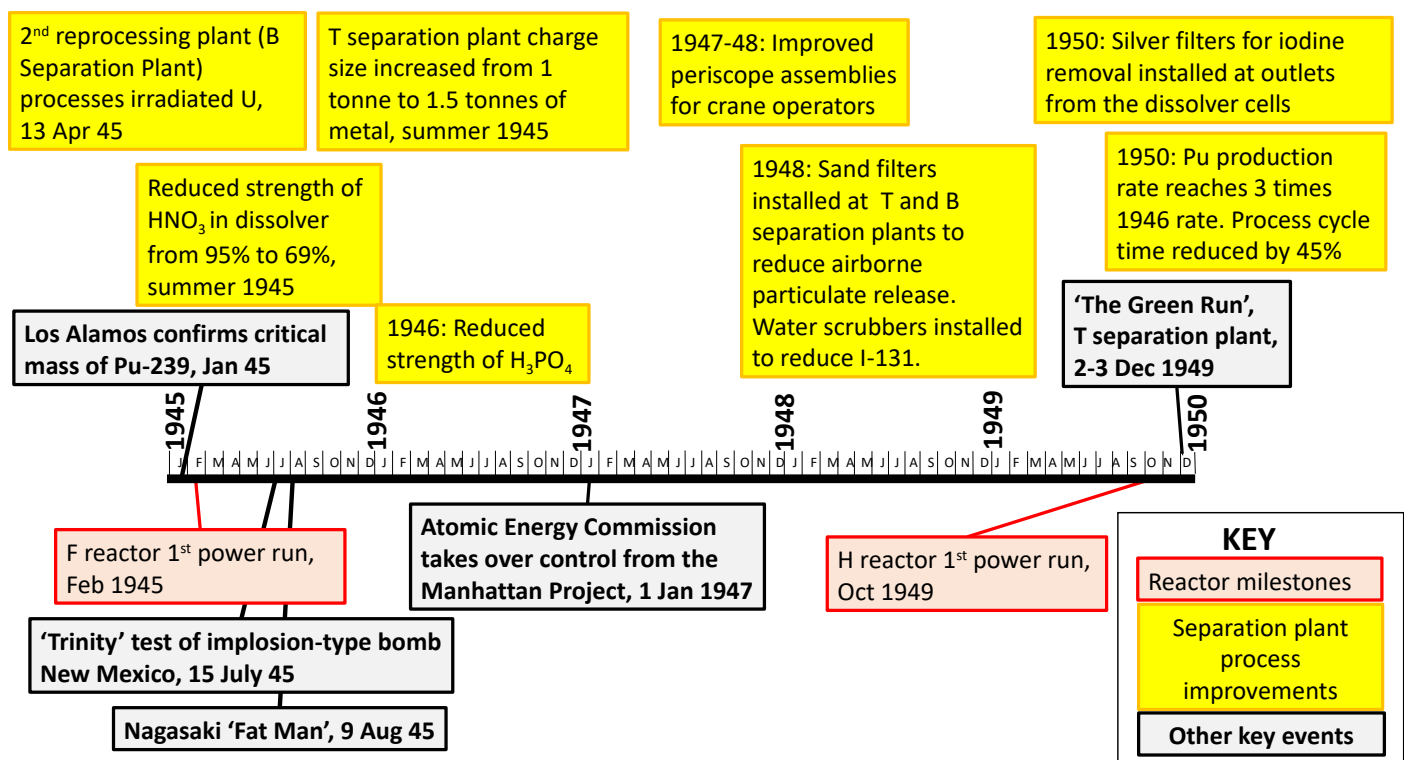 2nd reprocessing plant (B
Separation Plant)
processes irradiated U,
13 Apr 45
T separation plant charge
size increased from 1
tonne to 1.5 tonnes of
metal, summer 1945
1947-48: Improved
periscope assemblies
for crane operators
1950: Silver filters for iodine
removal installed at outlets
from the dissolver cells
Reduced strength of
HNO3 in dissolver
from 95% to 69%,
summer 1945
1948: Sand filters
installed at T and B
separation plants to
reduce airborne
particulate release.
Water scrubbers installed
to reduce I-131.
1950: Pu production
rate reaches 3 times
1946 rate. Process cycle
time reduced by 45%
Los Alamos confirms critical
mass of Pu-239, Jan 45
1946: Reduced
strength of H3PO4
‘The Green Run’,
T separation plant,
2-3 Dec 1949
1945
1946
1947
1948
1949
1950
J F M A M J J A S O N D J F M A M J J A S O N D J F M A M J J A S O N D J F M A M J J A S O N D J F M A M J J A S O N D
F reactor 1st power run,
Feb 1945
Atomic Energy Commission
takes over control from the
Manhattan Project, 1 Jan 1947
H reactor 1st power run,
Oct 1949
‘Trinity’ test of implosion-type bomb
New Mexico, 15 July 45
Nagasaki ‘Fat Man’, 9 Aug 45
KEY
Reactor milestones
Separation plant
process
improvements
Other key events